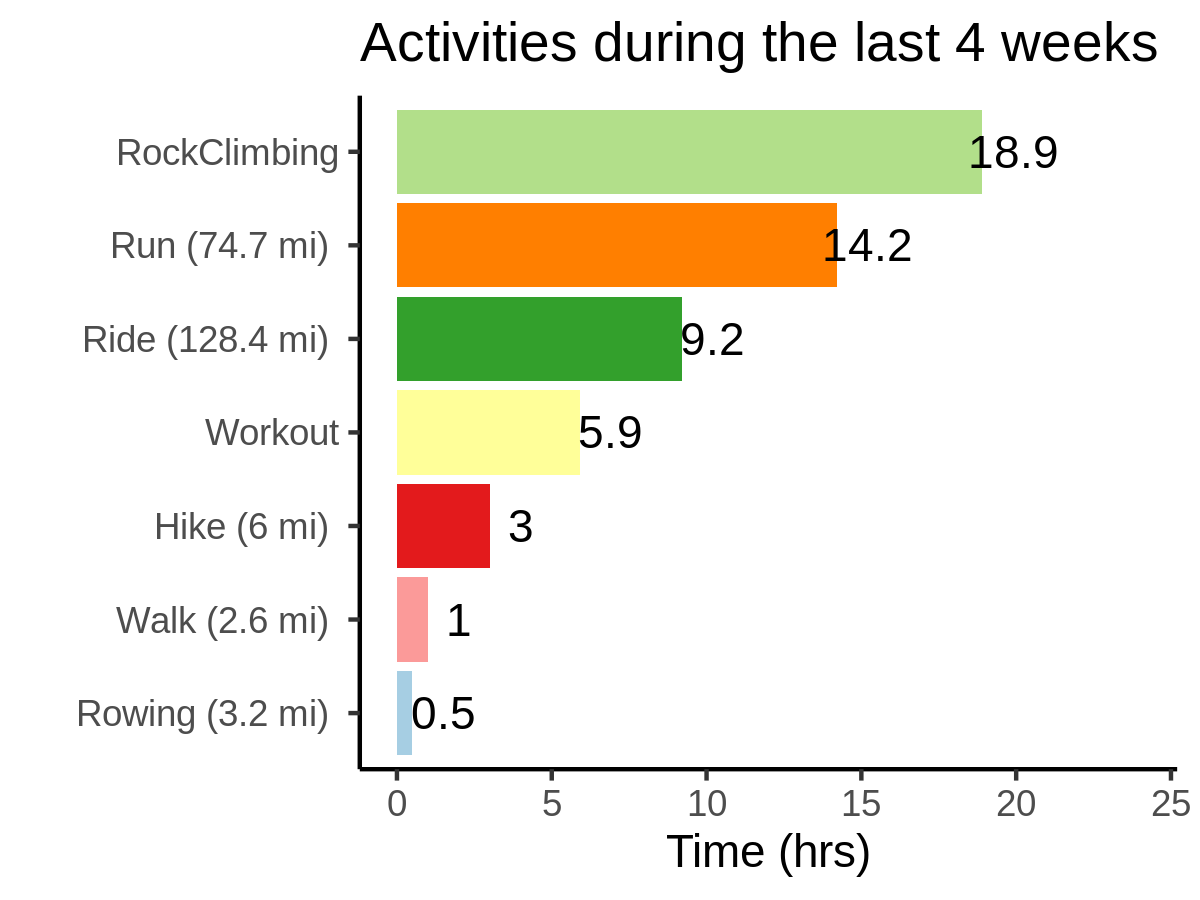 Activities during the last 4 weeks
RockClimbing 18.9
Run (74.7 mi) 14.2
Ride (128.4 mi) 9.2
Workout 5.9
Hike (6 mi) 3
Walk (2.6 mi) 1
Rowing (3.2 mi) 0.5
0 5 10 15 20 25
Time (hrs)